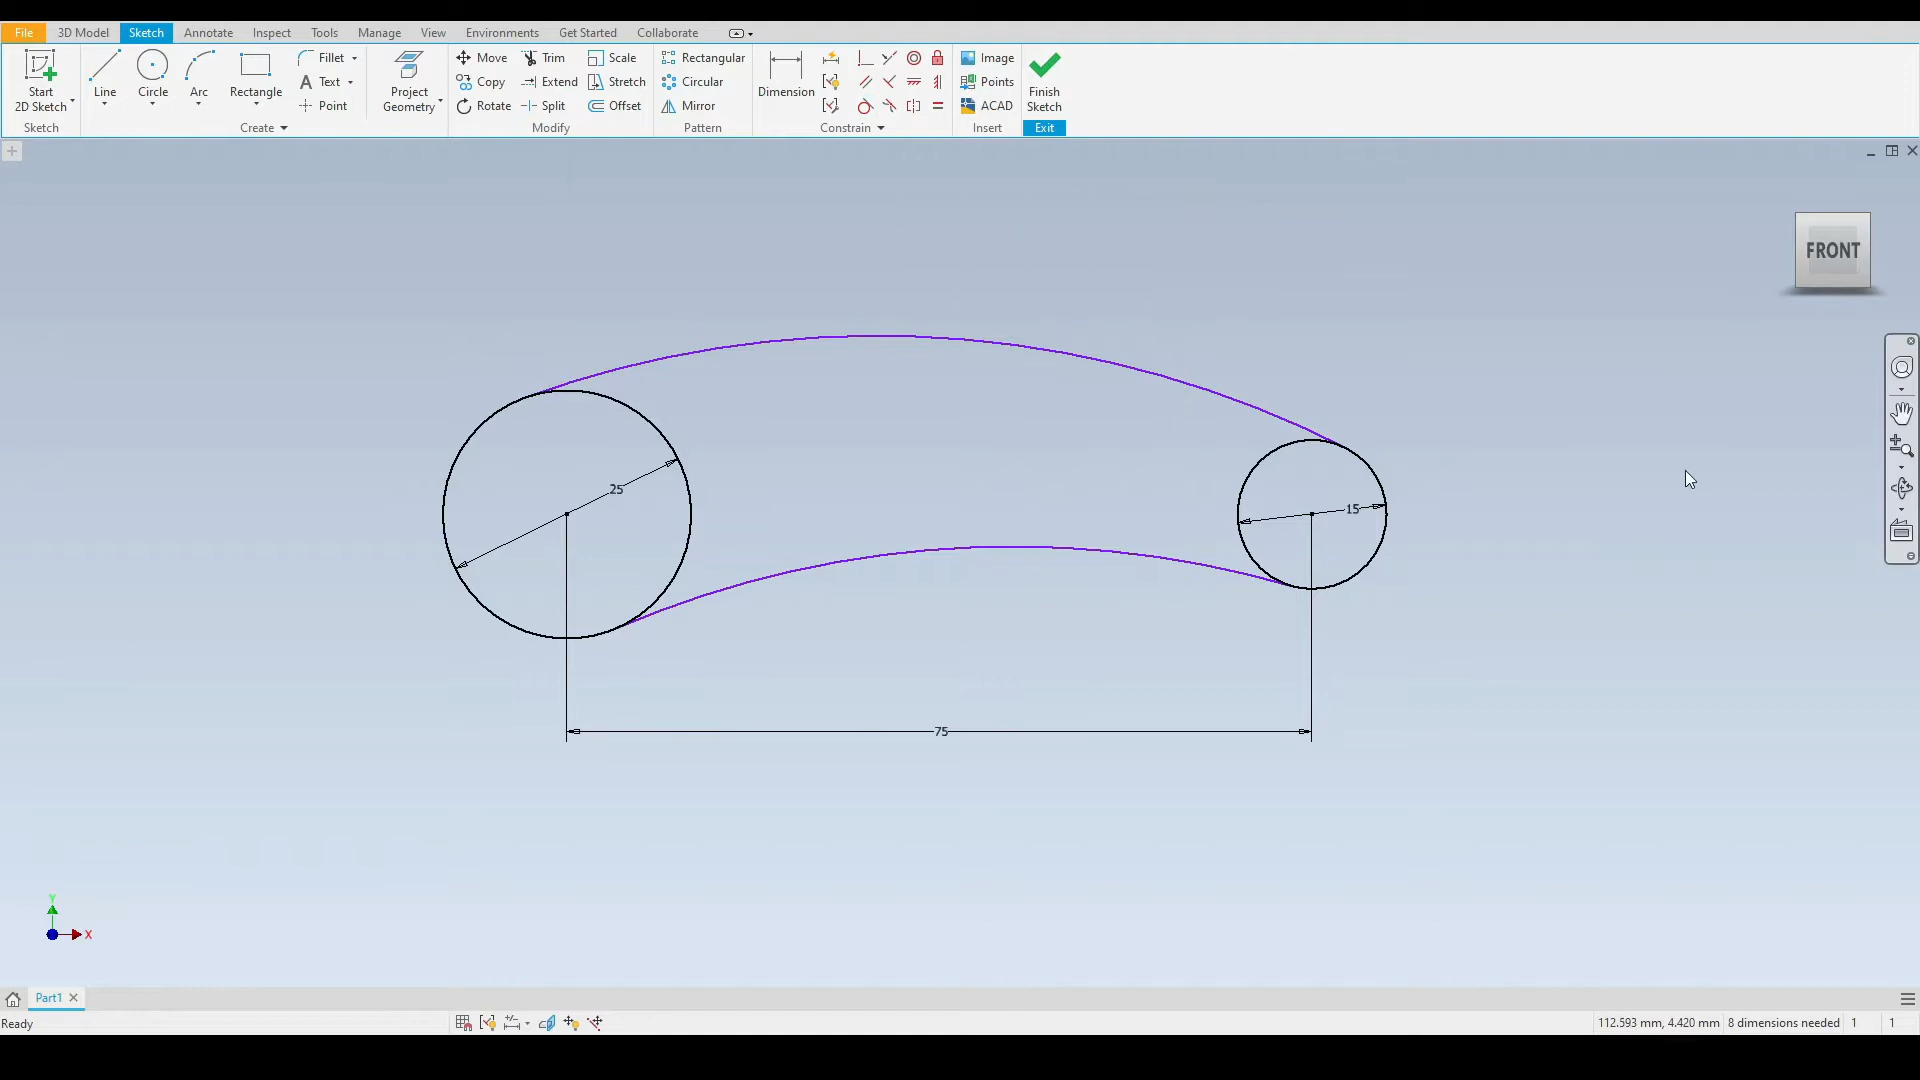 File 3D Model Sketch Annotate Inspect Tools Manage View Environments Get Started Collaborate
Start
2D Sketch
Line
Circle
Arc
Rectangle
Fillet
Text
Point
Project
Geometry
Move
Copy
Rotate
Trim
Extend
Split
Scale
Stretch
Offset
Rectangular
Circular
Mirror
Dimension
Image
Points
ACAD
Finish
Sketch
Sketch Create Modify Pattern Constrain Insert Exit
FRONT
25
15
75
Y
X
Part1
Ready
112.593 mm, 4.420 mm 8 dimensions needed 1 1